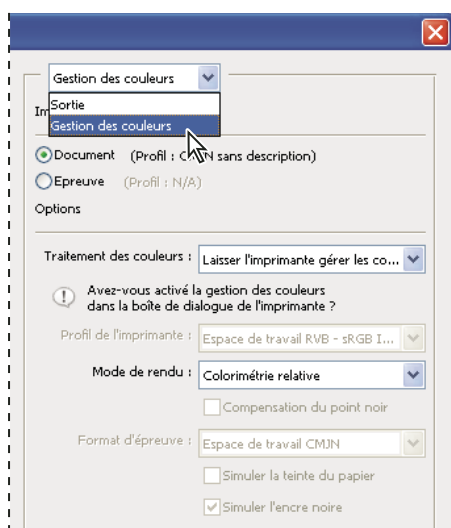 Gestion des couleurs
Im
Sortie
Gestion des couleurs
Document (Profil : CMJN sans description)
Epreuve (Profil : N/A)
Options
Traitement des couleurs : Laisser l'imprimante gérer les co...
Avez-vous activé la gestion des couleurs
dans la boîte de dialogue de l'imprimante ?
Profil de l'imprimante : Espace de travail RVB - sRGB I...
Mode de rendu : Colorimétrie relative
Compensation du point noir
Format d'épreuve : Espace de travail CMJN
Simuler la teinte du papier
Simuler l'encre noire